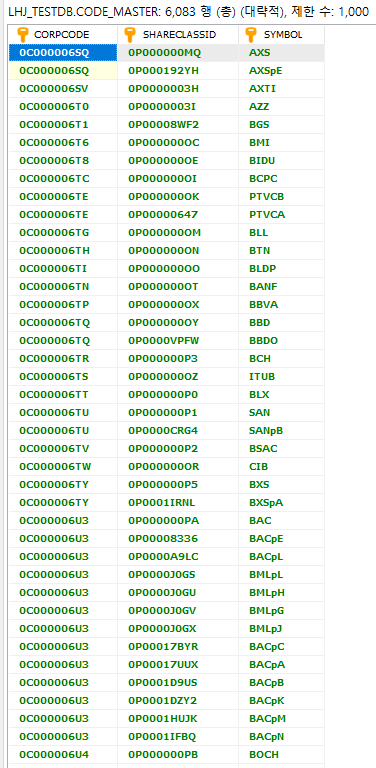 LHJ_TESTDB.CODE_MASTER: 6,083 행 (총) (대략적), 제한 수: 1,000
CORPCODE SHARECLASSID SYMBOL
0C000006SQ 0P000000MQ AXS
0C000006SQ 0P000192YH AXSpE
0C000006SV 0P0000003H AXTI
0C000006T0 0P0000003I AZZ
0C000006T1 0P00008WF2 BGS
0C000006T6 0P000000OC BMI
0C000006T8 0P000000OE BIDU
0C000006TC 0P000000OI BCPC
0C000006TE 0P000000OK PTVCB
0C000006TE 0P00000647 PTVCA
0C000006TG 0P000000OM BLL
0C000006TH 0P000000ON BTN
0C000006TI 0P000000OO BLDP
0C000006TN 0P000000OT BANF
0C000006TP 0P000000OX BBVA
0C000006TQ 0P000000OY BBD
0C000006TQ 0P0000VPFW BBDO
0C000006TR 0P000000P3 BCH
0C000006TS 0P000000OZ ITUB
0C000006TT 0P000000P0 BLX
0C000006TU 0P000000P1 SAN
0C000006TU 0P0000CRG4 SANpB
0C000006TV 0P000000P2 BSAC
0C000006TW 0P000000OR CIB
0C000006TY 0P000000P5 BXS
0C000006TY 0P0001IRNL BXSpA
0C000006U3 0P000000PA BAC
0C000006U3 0P00008336 BACpE
0C000006U3 0P0000A9LC BACpL
0C000006U3 0P0000J0GS BMLpL
0C000006U3 0P0000J0GU BMLpH
0C000006U3 0P0000J0GV BMLpG
0C000006U3 0P0000J0GX BMLpJ
0C000006U3 0P00017BYR BACpC
0C000006U3 0P00017UUX BACpA
0C000006U3 0P0001D9US BACpB
0C000006U3 0P0001DZY2 BACpK
0C000006U3 0P0001HUJK BACpM
0C000006U3 0P0001IFBQ BACpN
0C000006U4 0P000000PB BOCH